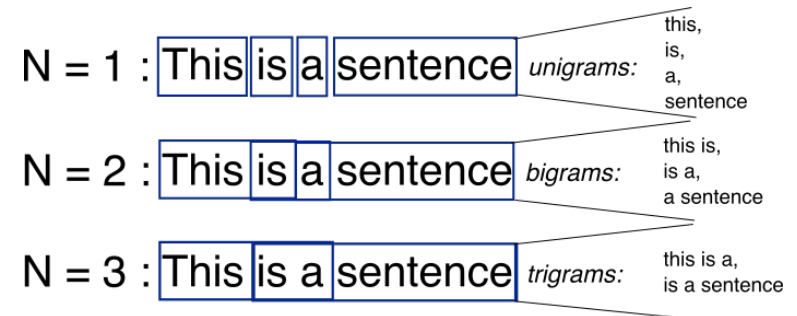 N = 1 : This is a sentence unigrams:
this,
is,
a,
sentence
N = 2 : This is a sentence bigrams:
this is,
is a,
a sentence
N = 3 : This is a sentence trigrams:
this is a,
is a sentence